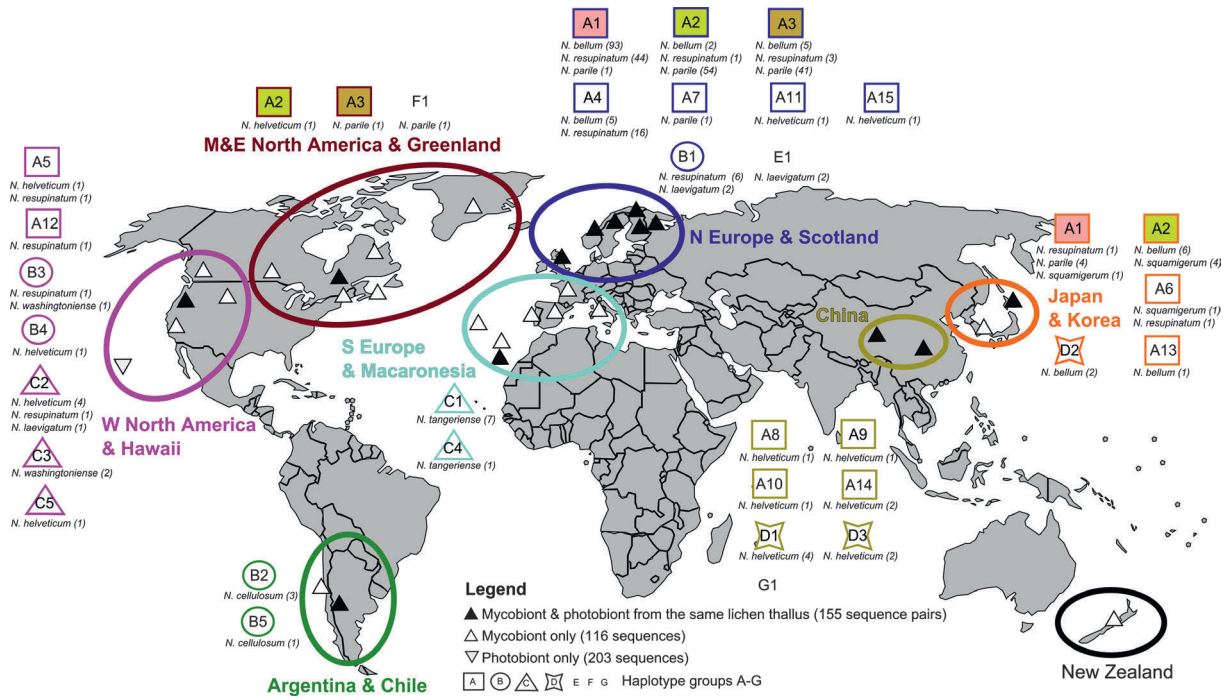 A1 A2 A3
N. bellum (93) N. bellum (2) N. bellum (5)
N. resupinatum (44) N. resupinatum (1) N. resupinatum (3)
N. parile (1) N. parile (54) N. parile (41)
A4 A7 A11 A15
N. bellum (5) N. parile (1) N. helveticum (1) N. helveticum (1)
N. resupinatum (16)
B1 E1
N. resupinatum (6) N. laevigatum (2)
N. laevigatum (2)
N Europe & Scotland
A2 A3 F1
N. helveticum (1) N. parile (1) N. parile (1)
M&E North America & Greenland
A5
N. helveticum (1)
N. resupinatum (1)
A12
N. resupinatum (1)
B3
N. resupinatum (1)
N. washingtoniense (1)
B4
N. helveticum (1)
C2
N. helveticum (4)
N. resupinatum (1)
N. laevigatum (1)
C3
N. washingtoniense (2)
C5
N. helveticum (1)
W North America
& Hawaii
S Europe
& Macaronesia
C1
N. tangeriense (7)
C4
N. tangeriense (1)
A1 A2
N. resupinatum (1) N. bellum (6)
N. parile (4) N. squamigerum (4)
N. squamigerum (1)
Japan
& Korea
A6
N. squamigerum (1)
N. resupinatum (1)
D2 A13
N. bellum (2) N. bellum (1)
China
A8 A9
N. helveticum (1) N. helveticum (1)
A10 A14
N. helveticum (1) N. helveticum (2)
D1 D3
N. helveticum (4) N. helveticum (2)
G1
B2
N. cellulosum (3)
B5
N. cellulosum (1)
Argentina & Chile
Legend
Mycobiont & photobiont from the same lichen thallus (155 sequence pairs)
Mycobiont only (116 sequences)
Photobiont only (203 sequences)
A B C D E F G Haplotype groups A-G
New Zealand